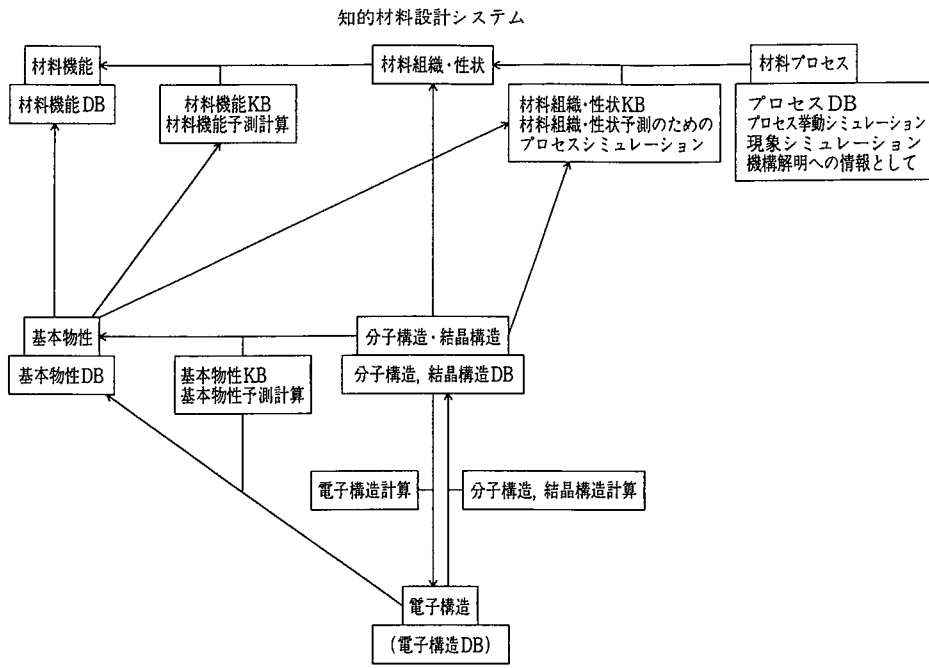 知的材料設計システム
材料機能
材料機能DB
材料機能KB
材料機能予測計算
材料組織・性状
材料組織・性状KB
材料組織・性状予測のための
プロセスシミュレーション
材料プロセス
プロセスDB
プロセス挙動シミュレーション
現象シミュレーション
機構解明への情報として
基本物性
基本物性DB
基本物性KB
基本物性予測計算
分子構造・結晶構造
分子構造, 結晶構造DB
電子構造計算
分子構造, 結晶構造計算
電子構造
(電子構造DB)